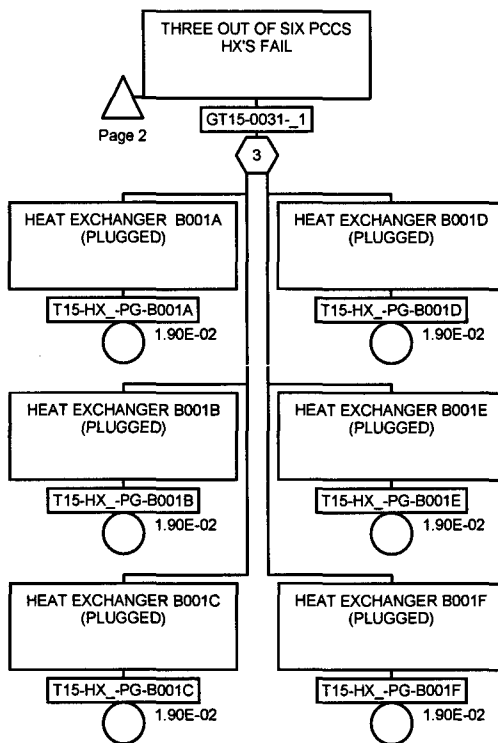 THREE OUT OF SIX PCCS
HX'S FAIL
Page 2
GT15-0031-_1
3
HEAT EXCHANGER B001A
(PLUGGED)
T15-HX_-PG-B001A
1.90E-02
HEAT EXCHANGER B001D
(PLUGGED)
T15-HX_-PG-B001D
1.90E-02
HEAT EXCHANGER B001B
(PLUGGED)
T15-HX_-PG-B001B
1.90E-02
HEAT EXCHANGER B001E
(PLUGGED)
T15-HX_-PG-B001E
1.90E-02
HEAT EXCHANGER B001C
(PLUGGED)
T15-HX_-PG-B001C
1.90E-02
HEAT EXCHANGER B001F
(PLUGGED)
T15-HX_-PG-B001F
1.90E-02